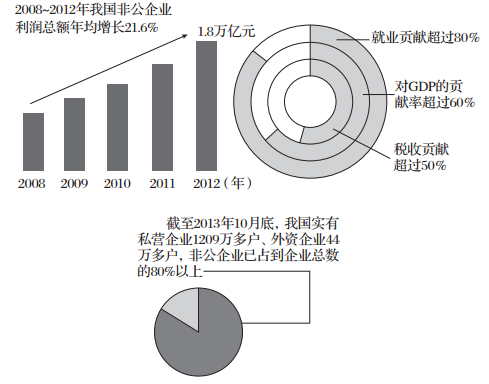 2008~2012年我国非公企业
利润总额年均增长21.6%
1.8万亿元
2008 2009 2010 2011 2012（年）
就业贡献超过80%
对GDP的贡
献率超过60%
税收贡献
超过50%
截至2013年10月底，我国实有
私营企业1209万多户、外资企业44
万多户，非公企业已占到企业总数
的80%以上